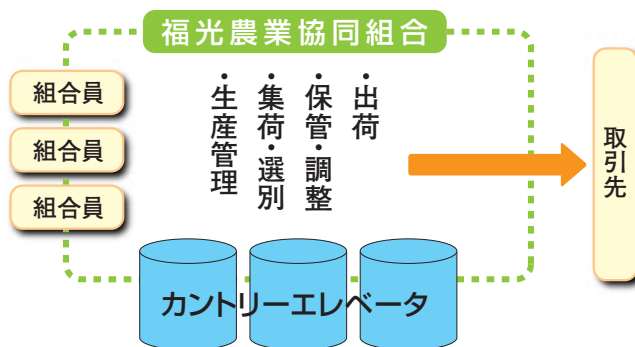 福光農業協同組合
組合員
組合員
組合員
・生産管理
・集荷・選別
・保管・調整
・出荷
取引先
カントリーエレベータ